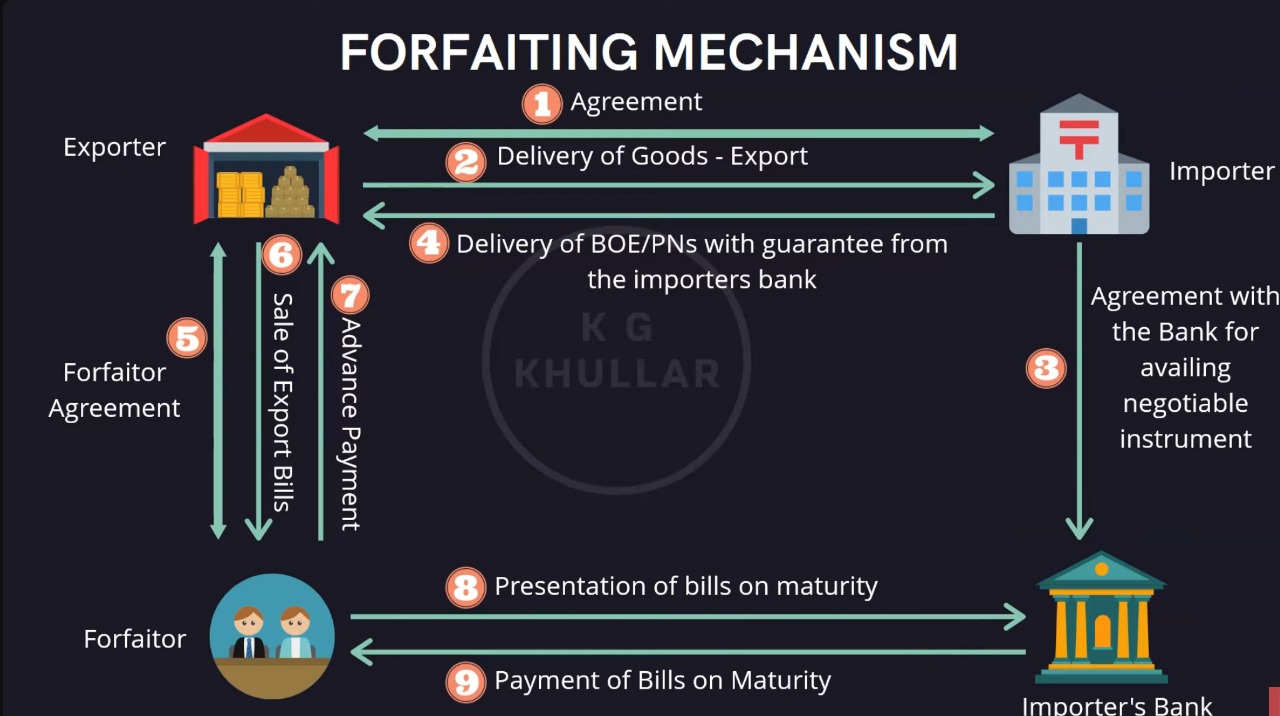 FORFAITING MECHANISM
1 Agreement
Exporter
2 Delivery of Goods - Export
Importer
4 Delivery of BOE/PNs with guarantee from
the importers bank
6
Sale of Export Bills
7
Advance Payment
5
Forfaitor
Agreement
K G
KHULLAR
3
Agreement with
the Bank for
availing
negotiable
instrument
8 Presentation of bills on maturity
Forfaitor
9 Payment of Bills on Maturity
Importer's Bank